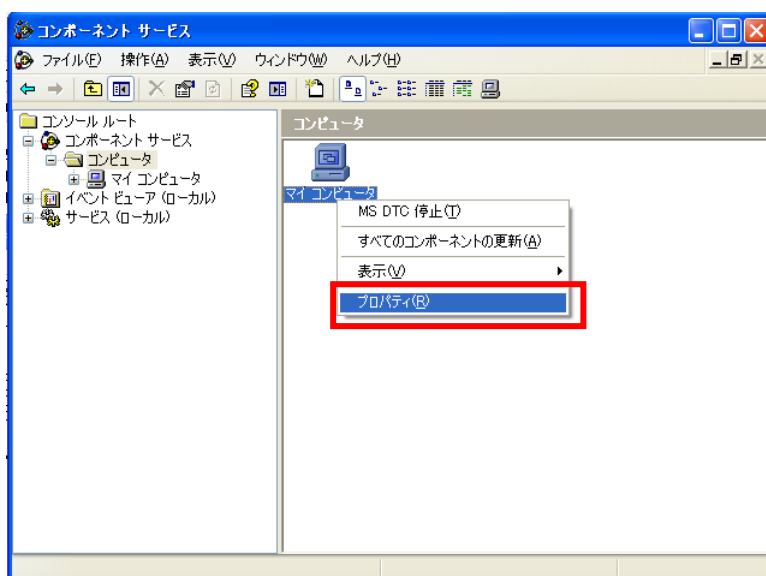 コンポーネント サービス
ファイル(F) 操作(A) 表示(V) ウィンドウ(W) ヘルプ(H)
コンソール ルート
コンポーネント サービス
コンピュータ
マイ コンピュータ
イベント ビューア (ローカル)
サービス (ローカル)
コンピュータ
マイ コンピュータ
MS DTC 停止(T)
すべてのコンポーネントの更新(A)
表示(V)
プロパティ(R)